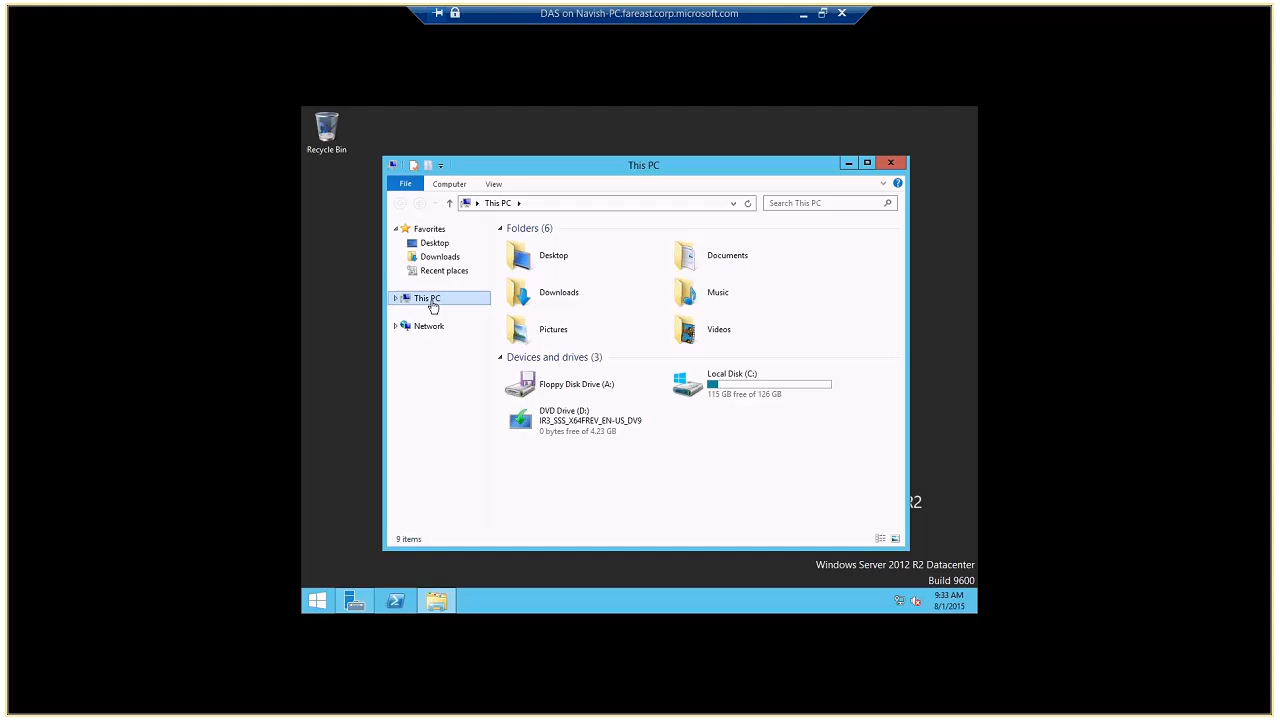 DAS on Navish-PC.fareast.corp.microsoft.com
Recycle Bin
This PC
File Computer View
This PC
Search This PC
Favorites
Desktop
Downloads
Recent places
This PC
Network
Folders (6)
Desktop
Documents
Downloads
Music
Pictures
Videos
Devices and drives (3)
Floppy Disk Drive (A:)
Local Disk (C:)
115 GB free of 126 GB
DVD Drive (D:)
IR3_SSS_X64FREV_EN-US_DV9
0 bytes free of 4.23 GB
9 items
R2
Windows Server 2012 R2 Datacenter
Build 9600
9:33 AM
8/1/2015